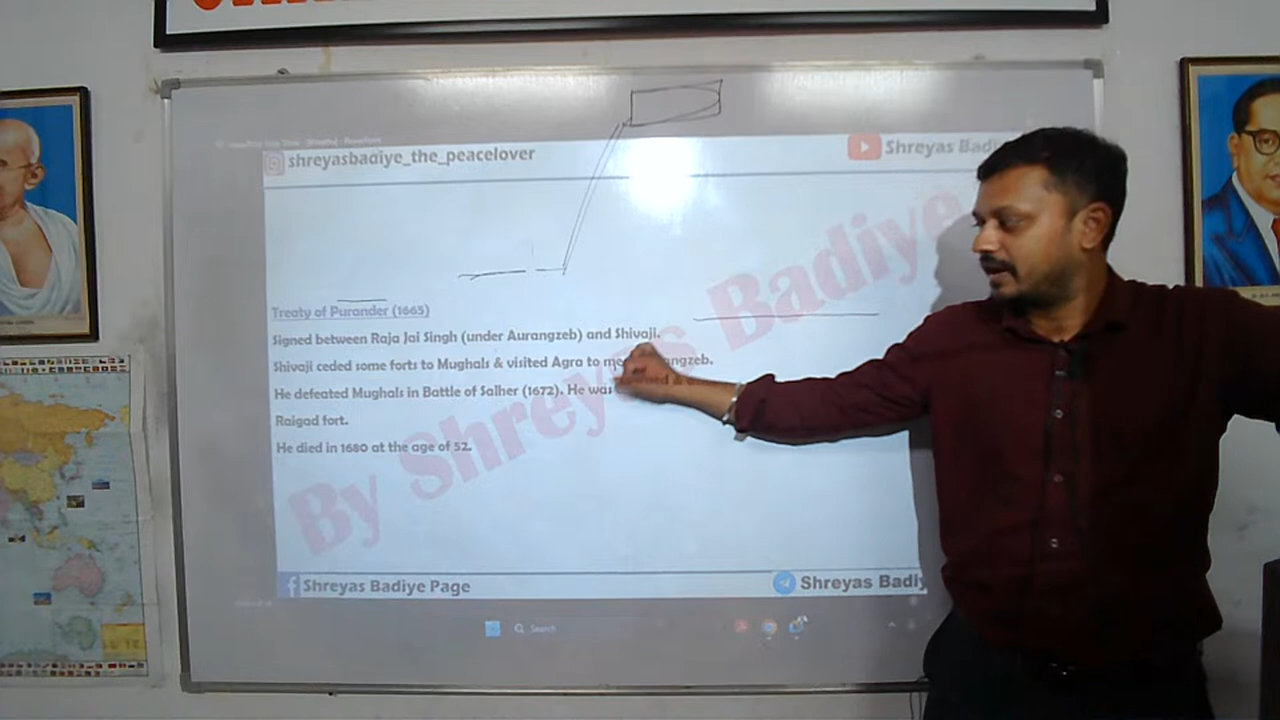 shreyasbadiye_the_peacelover
Shreyas Badiye
Treaty of Purander (1665)
Signed between Raja Jai Singh (under Aurangzeb) and Shivaji.
Shivaji ceded some forts to Mughals & visited Agra to
He defeated Mughals in Battle of Salher (1672). He was
Raigad fort.
He died in 1680 at the age of 52.
By Shreyas Badiye
Shreyas Badiye Page
Shreyas
Search